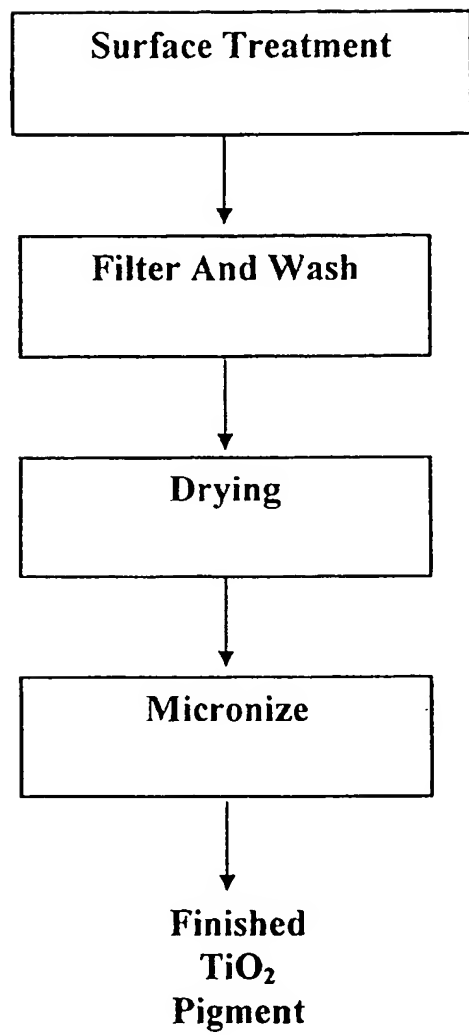 Surface Treatment
Filter And Wash
Drying
Micronize
Finished
TiO₂
Pigment